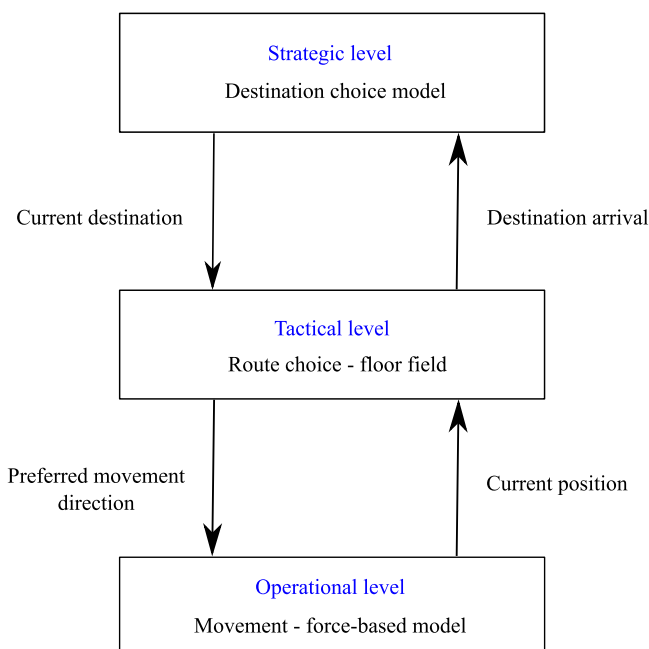 Strategic level
Destination choice model
Current destination
Destination arrival
Tactical level
Route choice - floor field
Preferred movement
direction
Current position
Operational level
Movement - force-based model